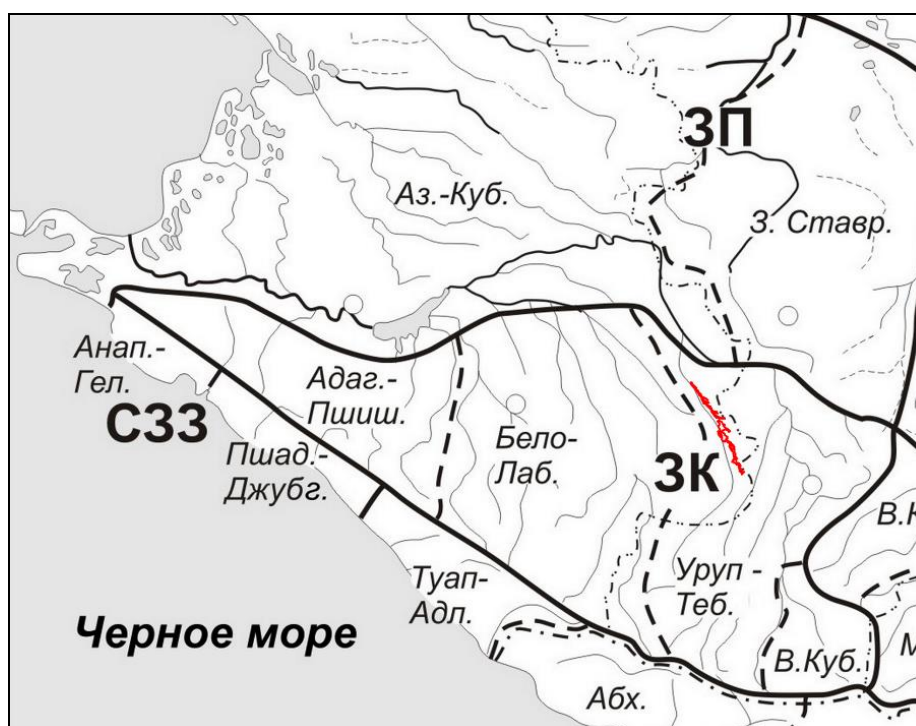 ЗП
Аз.-Куб.
З. Ставр.
Анап.-
Гел.
Адаг.-
Пшиш.
СЗЗ
Бело-
Лаб.
Пшад.-
Джубг.
ЗК
В.К
Туап-
Адл.
Уруп -
Теб.
Черное море
В.Куб.
М
Абх.